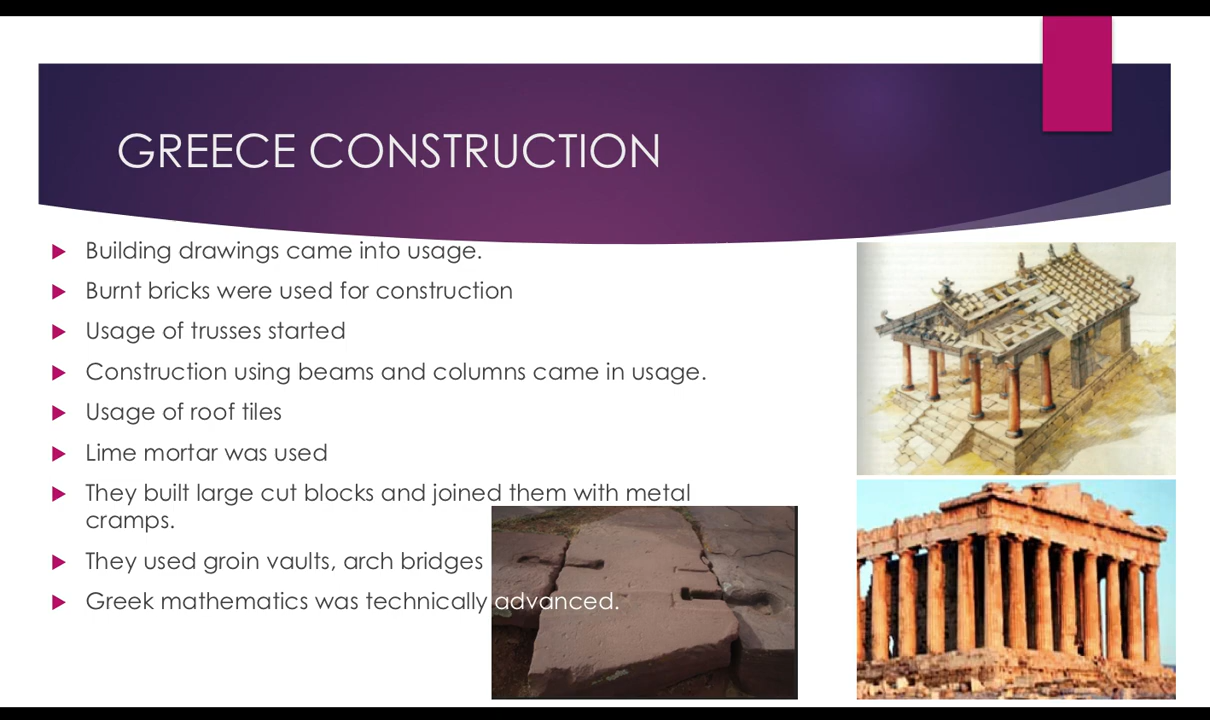 GREECE CONSTRUCTION
Building drawings came into usage.
Burnt bricks were used for construction
Usage of trusses started
Construction using beams and columns came in usage.
Usage of roof tiles
Lime mortar was used
They built large cut blocks and joined them with metal
cramps.
They used groin vaults, arch bridges
Greek mathematics was technically advanced.